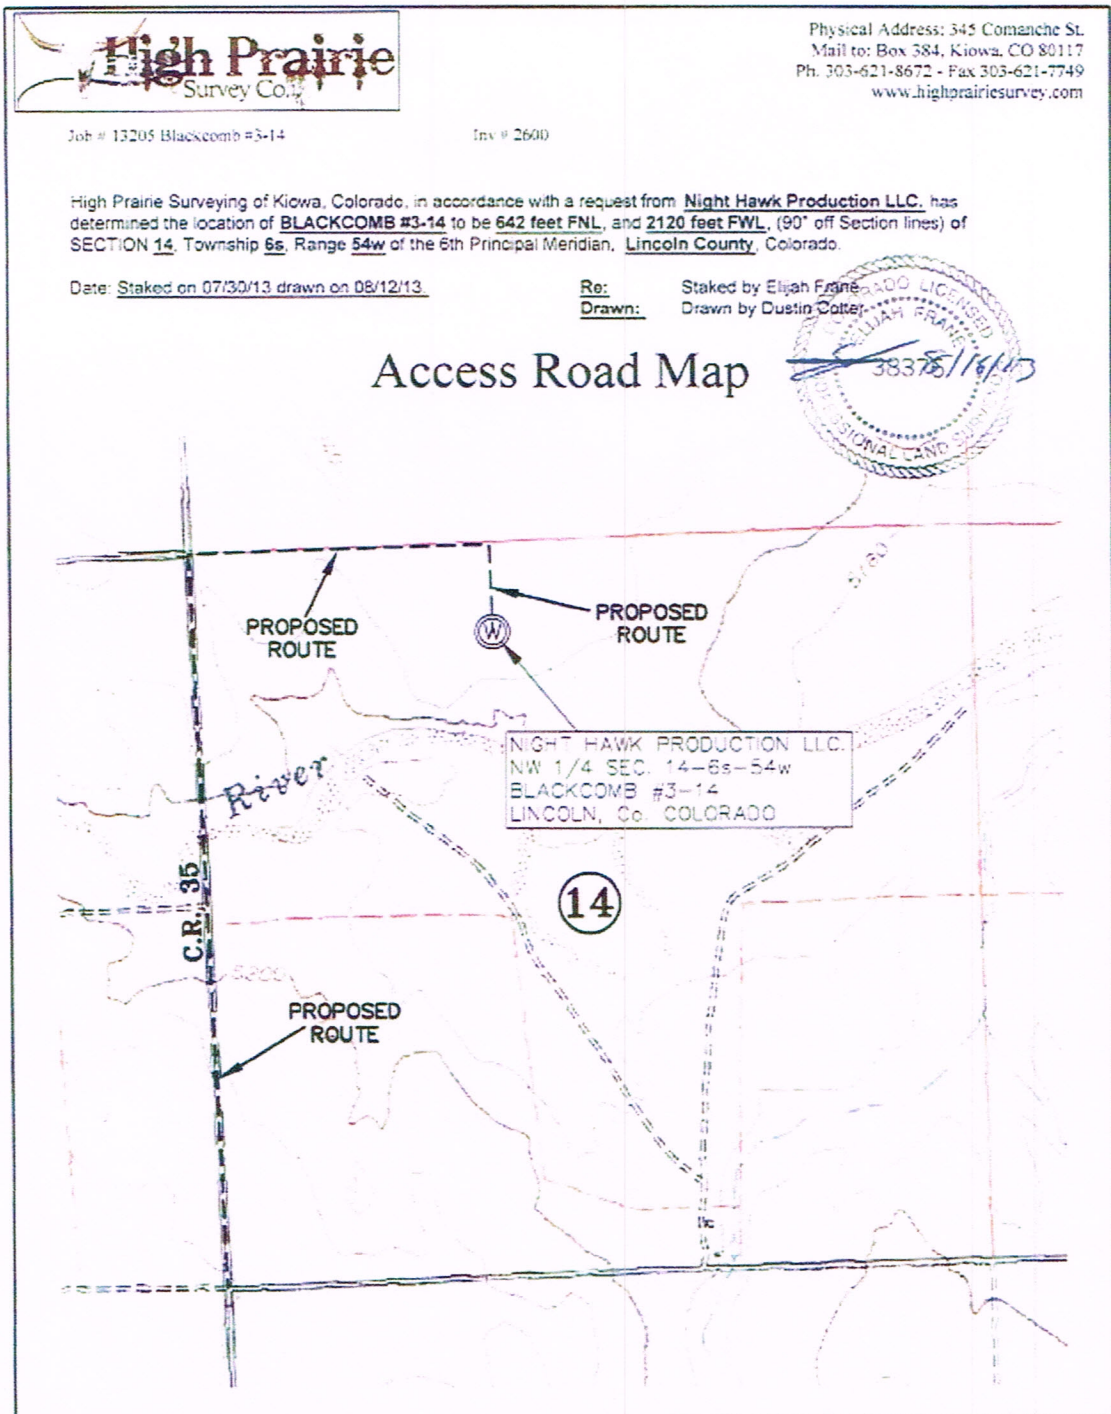 High Prairie
Survey Co.
Physical Address: 345 Comanche St.
Mail to: Box 384, Kiowa, CO 80117
Ph. 303-621-8672 - Fax 303-621-7749
www.highprairiesurvey.com
Job # 13205 Blackcomb #3-14
Inv # 2600
High Prairie Surveying of Kiowa, Colorado, in accordance with a request from Night Hawk Production LLC. has
determined the location of BLACKCOMB #3-14 to be 642 feet FNL, and 2120 feet FWL, (90° off Section lines) of
SECTION 14, Township 6s, Range 54w of the 6th Principal Meridian, Lincoln County, Colorado.
Date: Staked on 07/30/13 drawn on 08/12/13.
Re: Staked by Elijah Frane
Drawn: Drawn by Dustin Cotter
COLORADO LICENSED
ELIJAH FRANE
PROFESSIONAL LAND SURVEYOR
Access Road Map
5180
PROPOSED
ROUTE
PROPOSED
ROUTE
W
NIGHT HAWK PRODUCTION LLC.
NW 1/4 SEC. 14-6s-54w
BLACKCOMB #3-14
LINCOLN, Co. COLORADO
River
14
C.R. 35
5200
PROPOSED
ROUTE